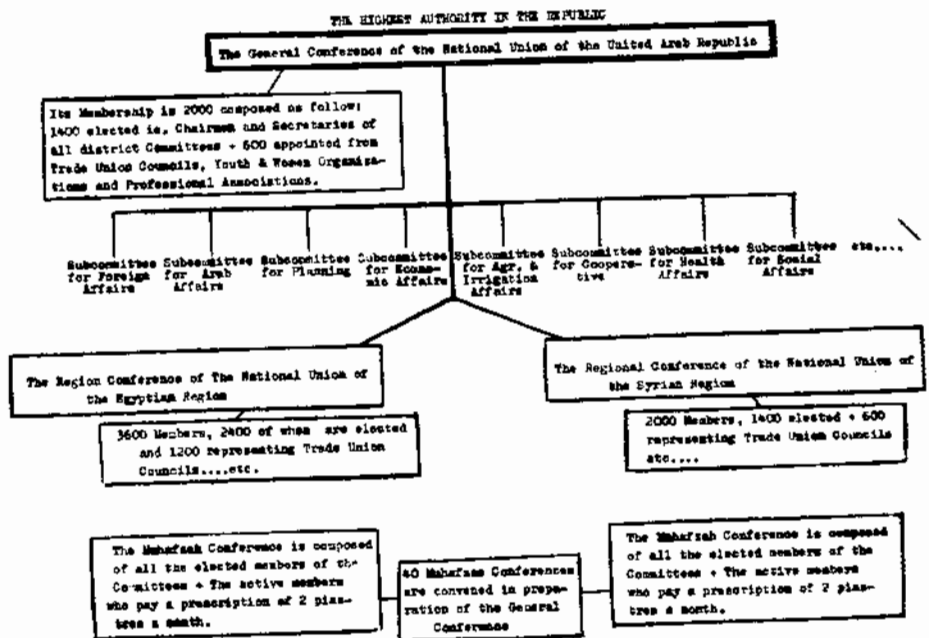 THE HIGHEST AUTHORITY IN THE REPUBLIC
The General Conference of the National Union of the United Arab Republic
Its Membership is 2000 composed as follow:
1400 elected ie. Chairmen and Secretaries of
all district Committees + 600 appointed from
Trade Union Councils, Youth & Women Organiza-
tions and Professional Associations.
Subcommittee
for Foreign
Affairs
Subcommittee
for Arab
Affairs
Subcommittee
for Planning
Subcommittee
for Econo-
mic Affairs
Subcommittee
for Agr. &
Irrigation
Affairs
Subcommittee
for Coopera-
tive
Subcommittee
for Health
Affairs
Subcommittee
for Social
Affairs
etc....
The Region Conference of The National Union of
the Egyptian Region
The Regional Conference of the National Union of
the Syrian Region
3600 Members, 2400 of whom are elected
and 1200 representing Trade Union
Councils....etc.
2000 Members, 1400 elected + 600
representing Trade Union Councils
etc....
The Muhafzah Conference is composed
of all the elected members of the
Committees + The active members
who pay a prescription of 2 pias-
tres a month.
40 Muhafzas Conferences
are convened in prepe-
ration of the General
Conference
The Muhafzah Conference is composed
of all the elected members of the
Committees + The active members
who pay a prescription of 2 pias-
tres a month.